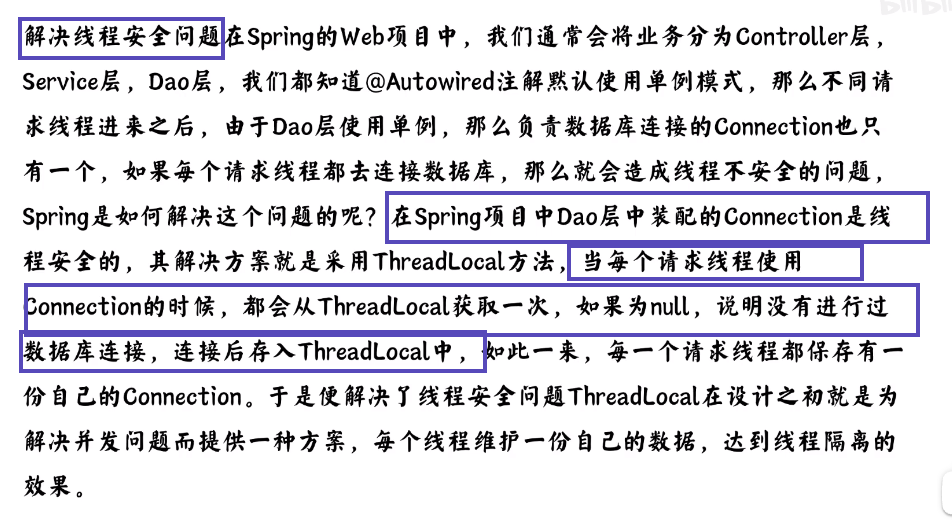 解决线程安全问题在Spring的Web项目中，我们通常会将业务分为Controller层，
Service层，Dao层，我们都知道@Autowired注解默认使用单例模式，那么不同请
求线程进来之后，由于Dao层使用单例，那么负责数据库连接的Connection也只
有一个，如果每个请求线程都去连接数据库，那么就会造成线程不安全的问题，
Spring是如何解决这个问题的呢？在Spring项目中Dao层中装配的Connection是线
程安全的，其解决方案就是采用ThreadLocal方法，当每个请求线程使用
Connection的时候，都会从ThreadLocal获取一次，如果为null，说明没有进行过
数据库连接，连接后存入ThreadLocal中，如此一来，每一个请求线程都保存有一
份自己的Connection。于是便解决了线程安全问题ThreadLocal在设计之初就是为
解决并发问题而提供一种方案，每个线程维护一份自己的数据，达到线程隔离的
效果。